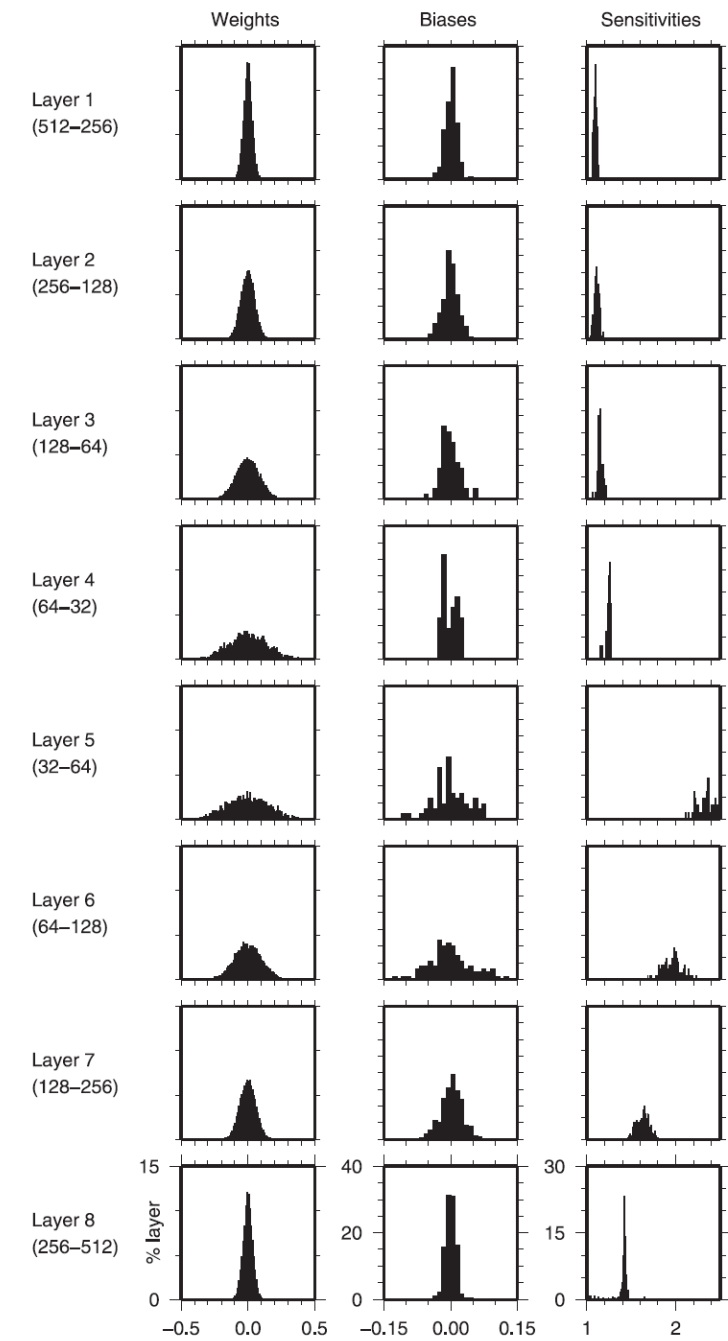 Weights Biases Sensitivities
Layer 1
(512–256)
Layer 2
(256–128)
Layer 3
(128–64)
Layer 4
(64–32)
Layer 5
(32–64)
Layer 6
(64–128)
Layer 7
(128–256)
Layer 8
(256–512)
% layer
15
0
40
20
0
30
15
0
−0.5 0.0 0.5 −0.15 0.00 0.15 1 2